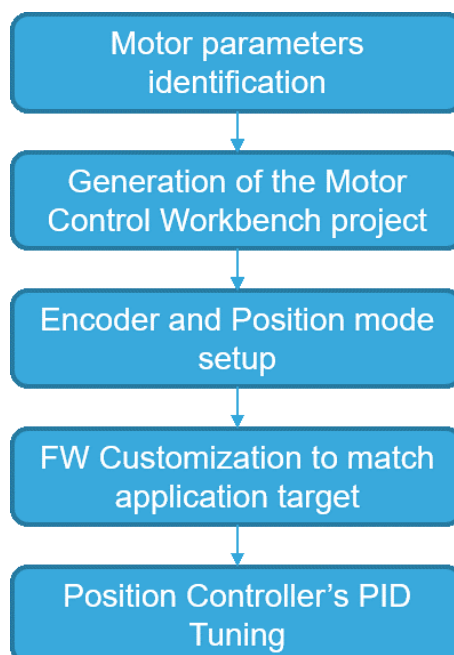 Motor parameters
identification
Generation of the Motor
Control Workbench project
Encoder and Position mode
setup
FW Customization to match
application target
Position Controller’s PID
Tuning